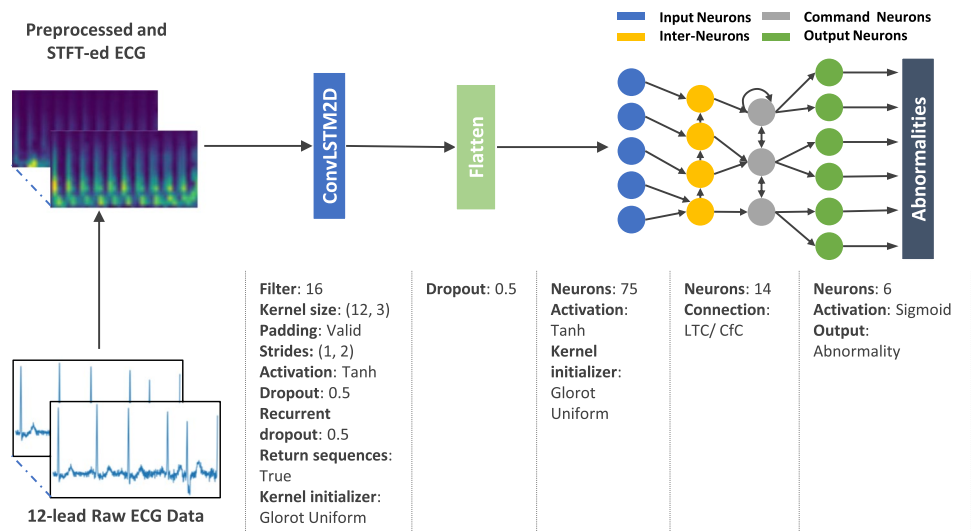 Preprocessed and
STFT-ed ECG
Input Neurons
Command Neurons
Inter-Neurons
Output Neurons
ConvLSTM2D
Flatten
Abnormalities
12-lead Raw ECG Data
Filter: 16
Kernel size: (12, 3)
Padding: Valid
Strides: (1, 2)
Activation: Tanh
Dropout: 0.5
Recurrent
dropout: 0.5
Return sequences:
True
Kernel initializer:
Glorot Uniform
Dropout: 0.5
Neurons: 75
Activation:
Tanh
Kernel
initializer:
Glorot
Uniform
Neurons: 14
Connection:
LTC/ CfC
Neurons: 6
Activation: Sigmoid
Output:
Abnormality